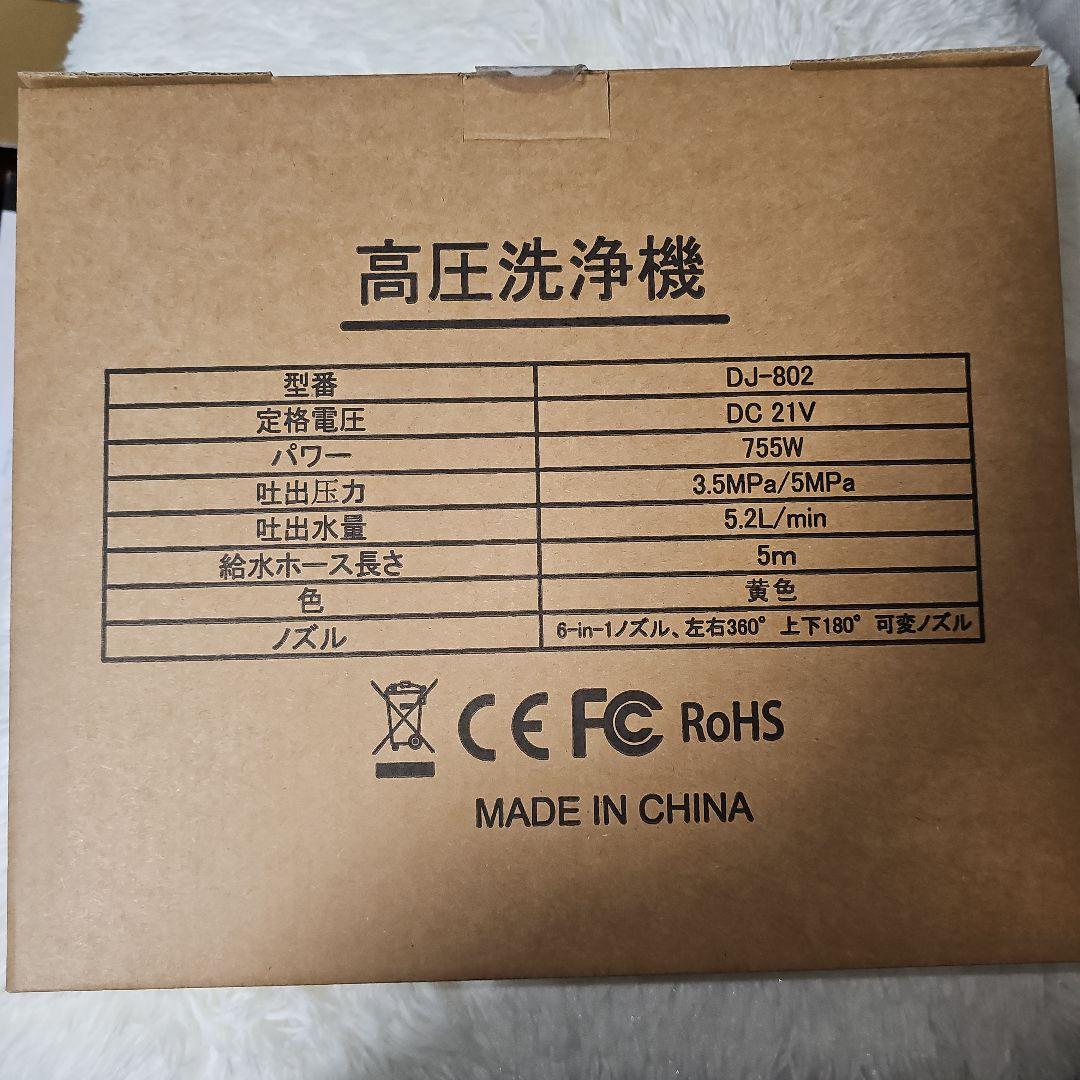 高圧洗浄機
型番 DJ-802
定格電圧 DC 21V
パワー 755W
吐出压力 3.5MPa/5MPa
吐出水量 5.2L/min
給水ホース長さ 5m
色 黄色
ノズル 6-in-1ノズル、左右360° 上下180° 可変ノズル
CE FC RoHS
MADE IN CHINA